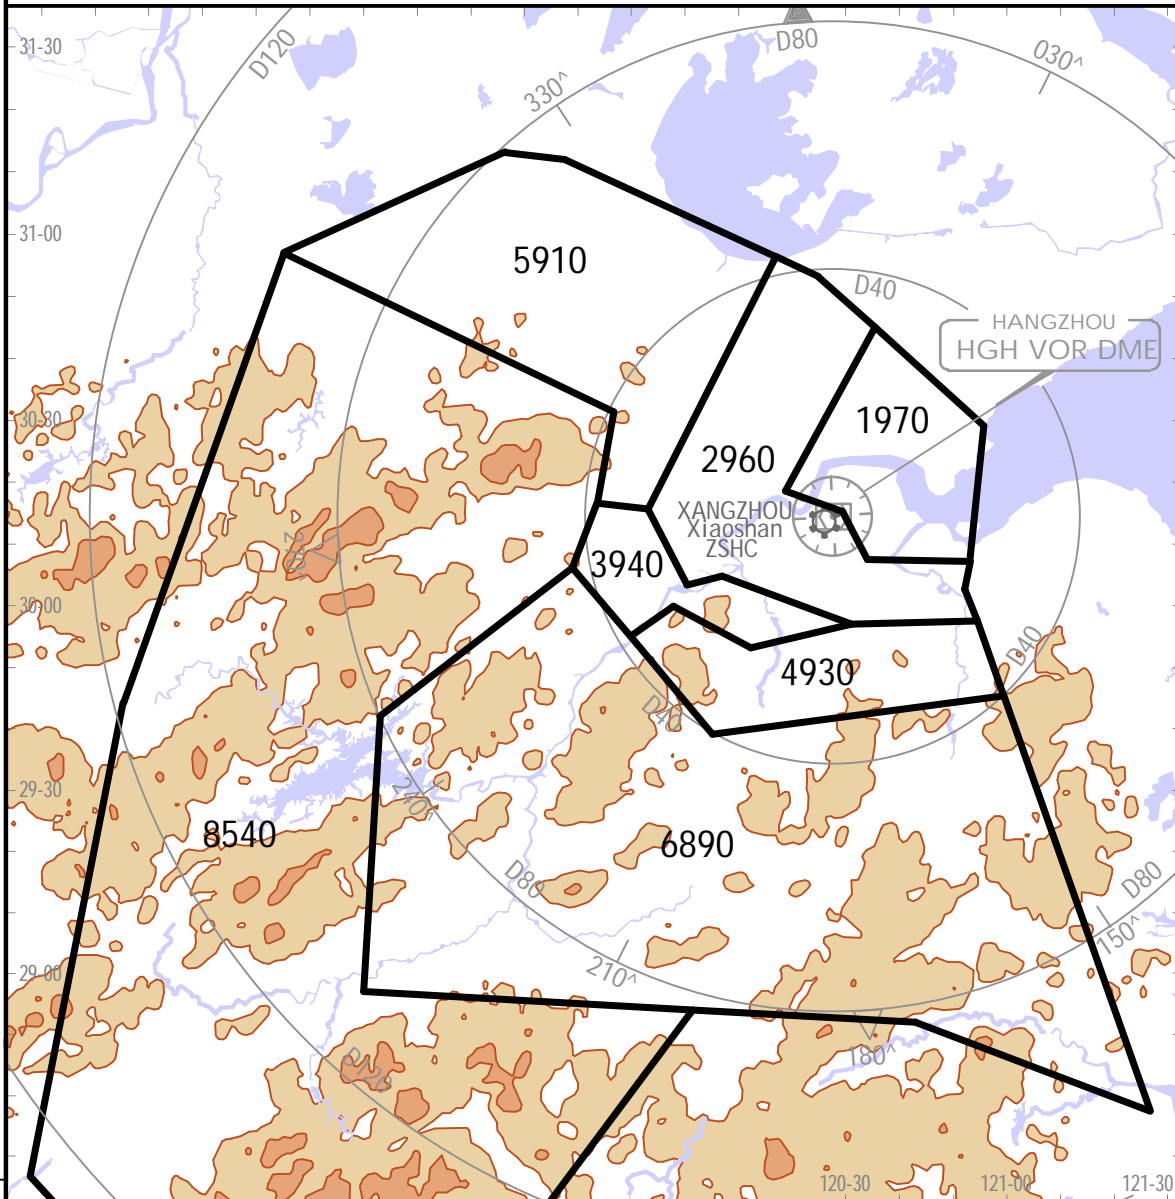 31-30
D120
D80
030^
330^
31-00
5910
D40
HANGZHOU
HGH VOR DME
30-30
1970
2960
XANGZHOU
Xiaoshan
ZSHC
270^
3940
30-00
D40
4930
D40
29-30
240^
8540
6890
D80
D80
150^
210^
29-00
180^
D120
120-30
121-00
121-30